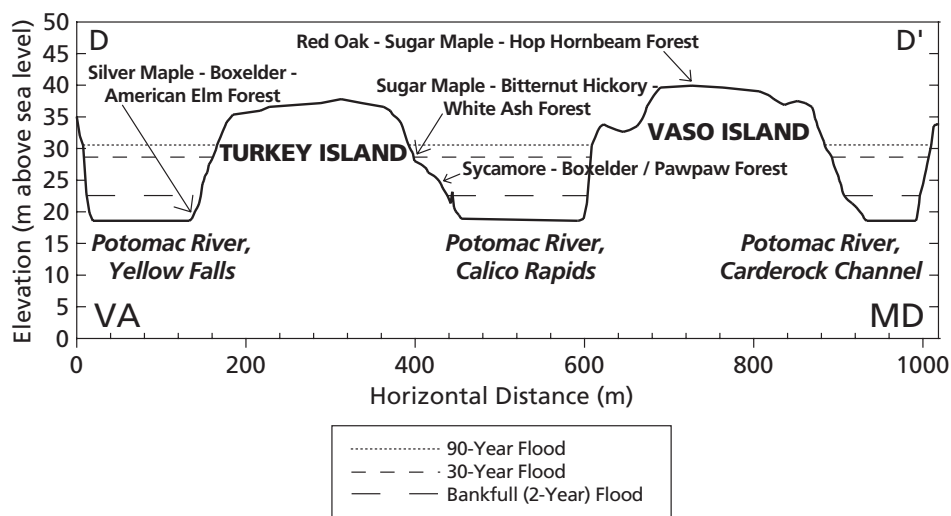 D
D'
Red Oak - Sugar Maple - Hop Hornbeam Forest
Silver Maple - Boxelder -
American Elm Forest
Sugar Maple - Bitternut Hickory -
White Ash Forest
TURKEY ISLAND
VASO ISLAND
Sycamore - Boxelder / Pawpaw Forest
Potomac River,
Yellow Falls
Potomac River,
Calico Rapids
Potomac River,
Carderock Channel
VA
MD
Elevation (m above sea level)
50
45
40
35
30
25
20
15
10
5
0
0 200 400 600 800 1000
Horizontal Distance (m)
90-Year Flood
30-Year Flood
Bankfull (2-Year) Flood